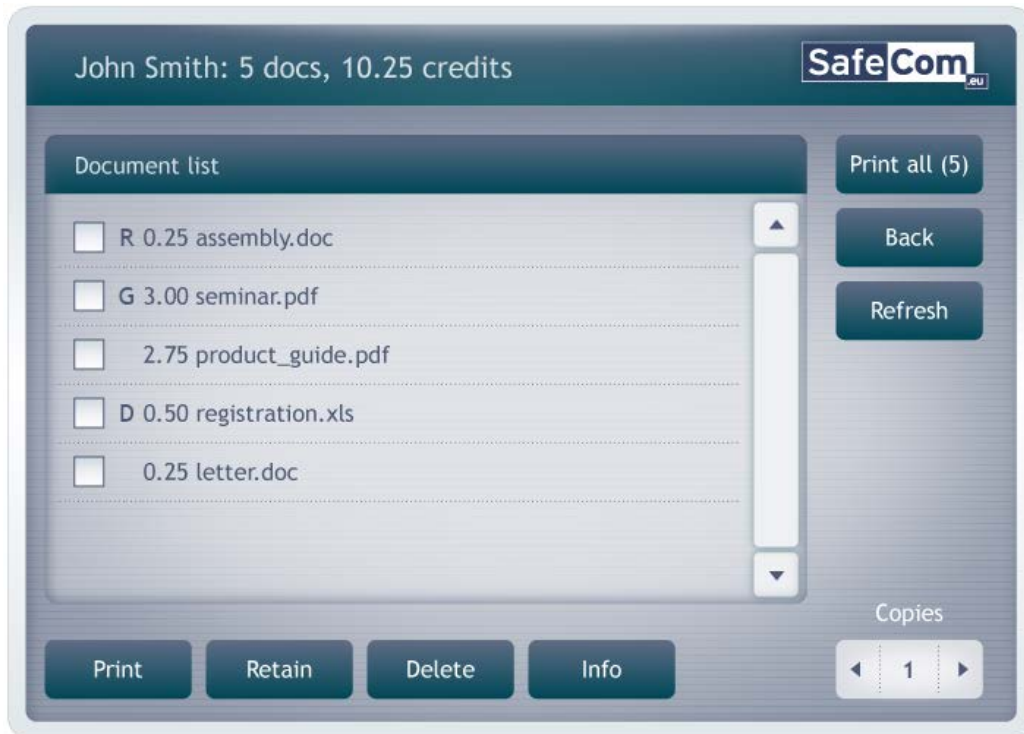 John Smith: 5 docs, 10.25 credits
SafeCom.eu
Document list
Print all (5)
R 0.25 assembly.doc
Back
G 3.00 seminar.pdf
Refresh
2.75 product_guide.pdf
D 0.50 registration.xls
0.25 letter.doc
Copies
Print
Retain
Delete
Info
1